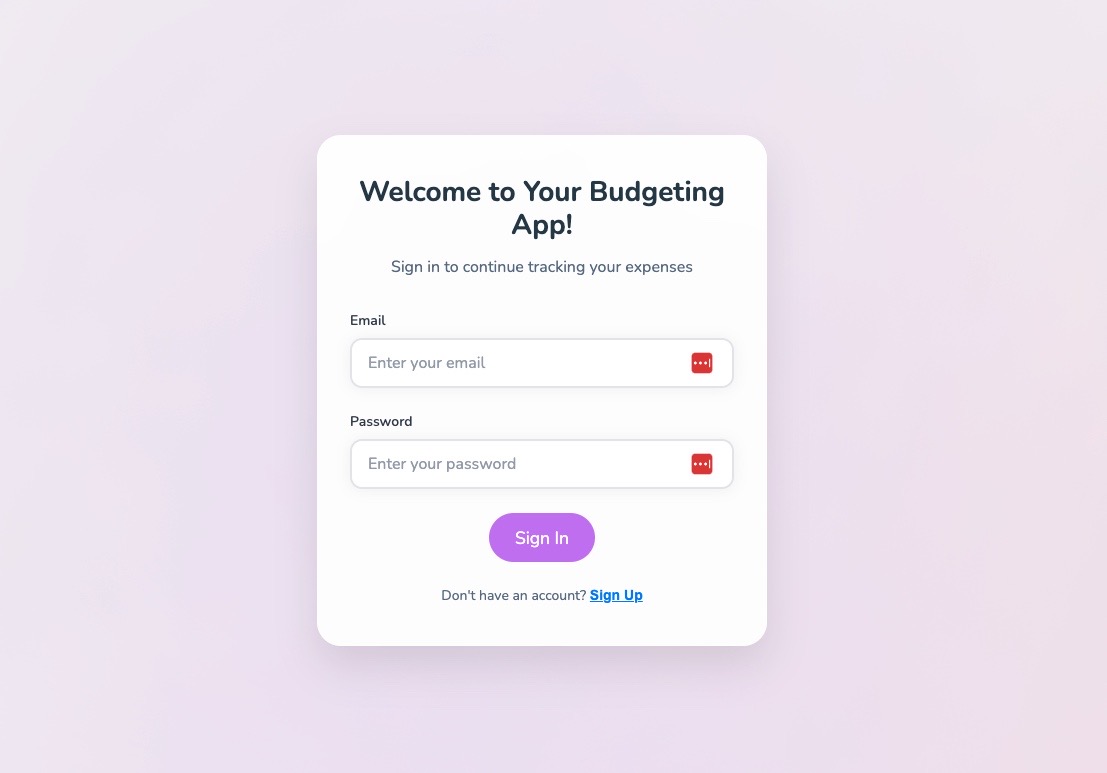 Welcome to Your Budgeting
App!
Sign in to continue tracking your expenses
Email
Enter your email
Password
Enter your password
Sign In
Don't have an account? Sign Up